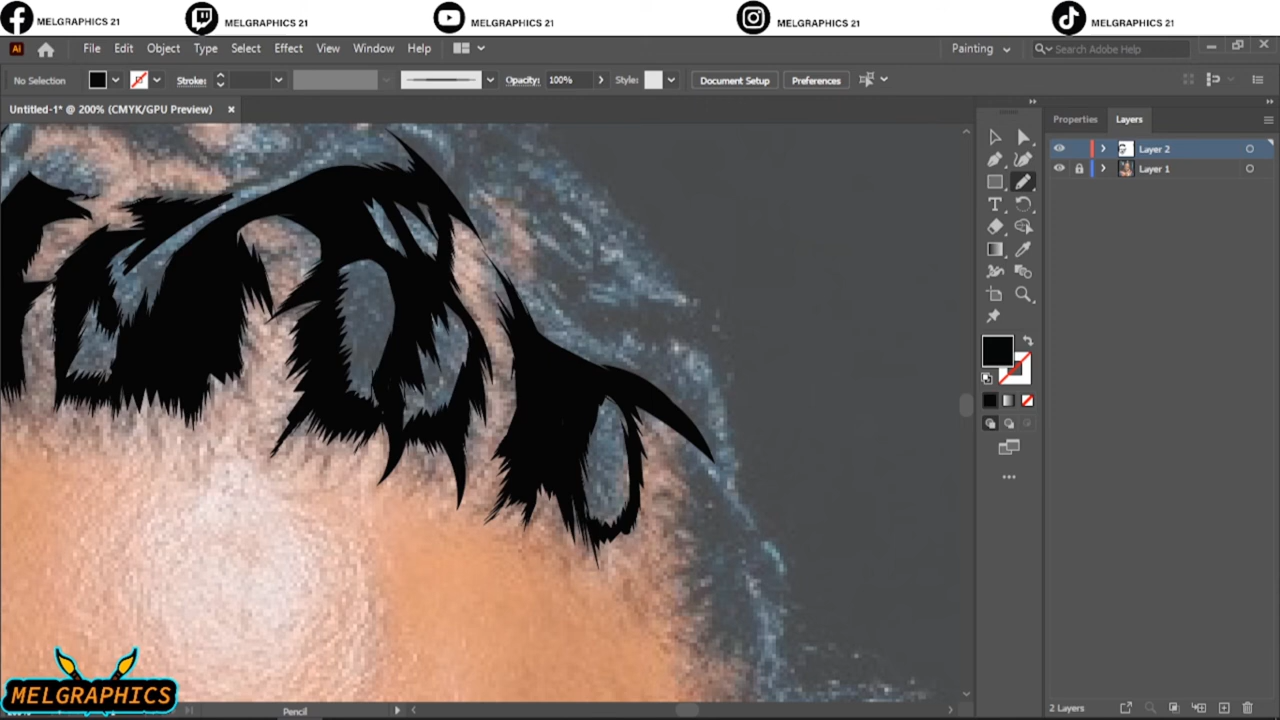 MELGRAPHICS 21 MELGRAPHICS 21 MELGRAPHICS 21 MELGRAPHICS 21 MELGRAPHICS 21
Ai File Edit Object Type Select Effect View Window Help Painting Search Adobe Help
No Selection Stroke: Opacity: 100% Style: Document Setup Preferences
Untitled-1* @ 200% (CMYK/GPU Preview)
Properties Layers
Layer 2
Layer 1
MELGRAPHICS
Pencil
2 Layers